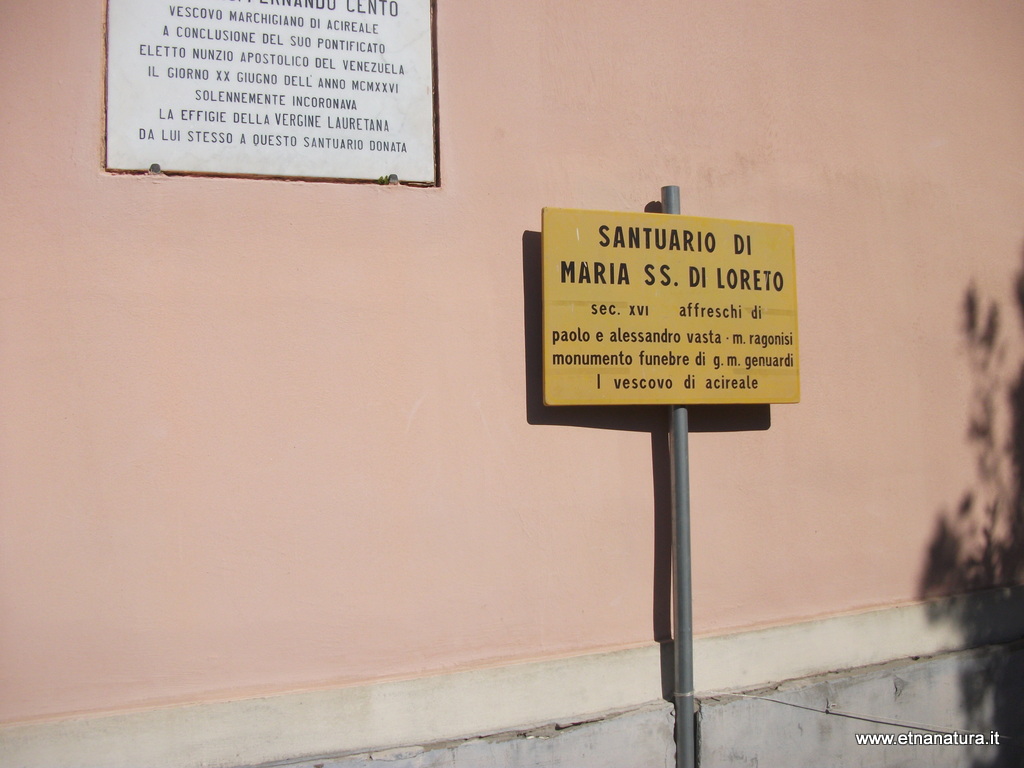 FERNANDO CENTO
VESCOVO MARCHIGIANO DI ACIREALE
A CONCLUSIONE DEL SUO PONTIFICATO
ELETTO NUNZIO APOSTOLICO DEL VENEZUELA
IL GIORNO XX GIUGNO DELL' ANNO MCMXXVI
SOLENNEMENTE INCORONAVA
LA EFFIGIE DELLA VERGINE LAURETANA
DA LUI STESSO A QUESTO SANTUARIO DONATA
SANTUARIO DI
MARIA SS. DI LORETO
sec. XVI affreschi di
paolo e alessandro vasta - m. ragonisi
monumento funebre di g. m. genuardi
I vescovo di acireale
www.etnanatura.it